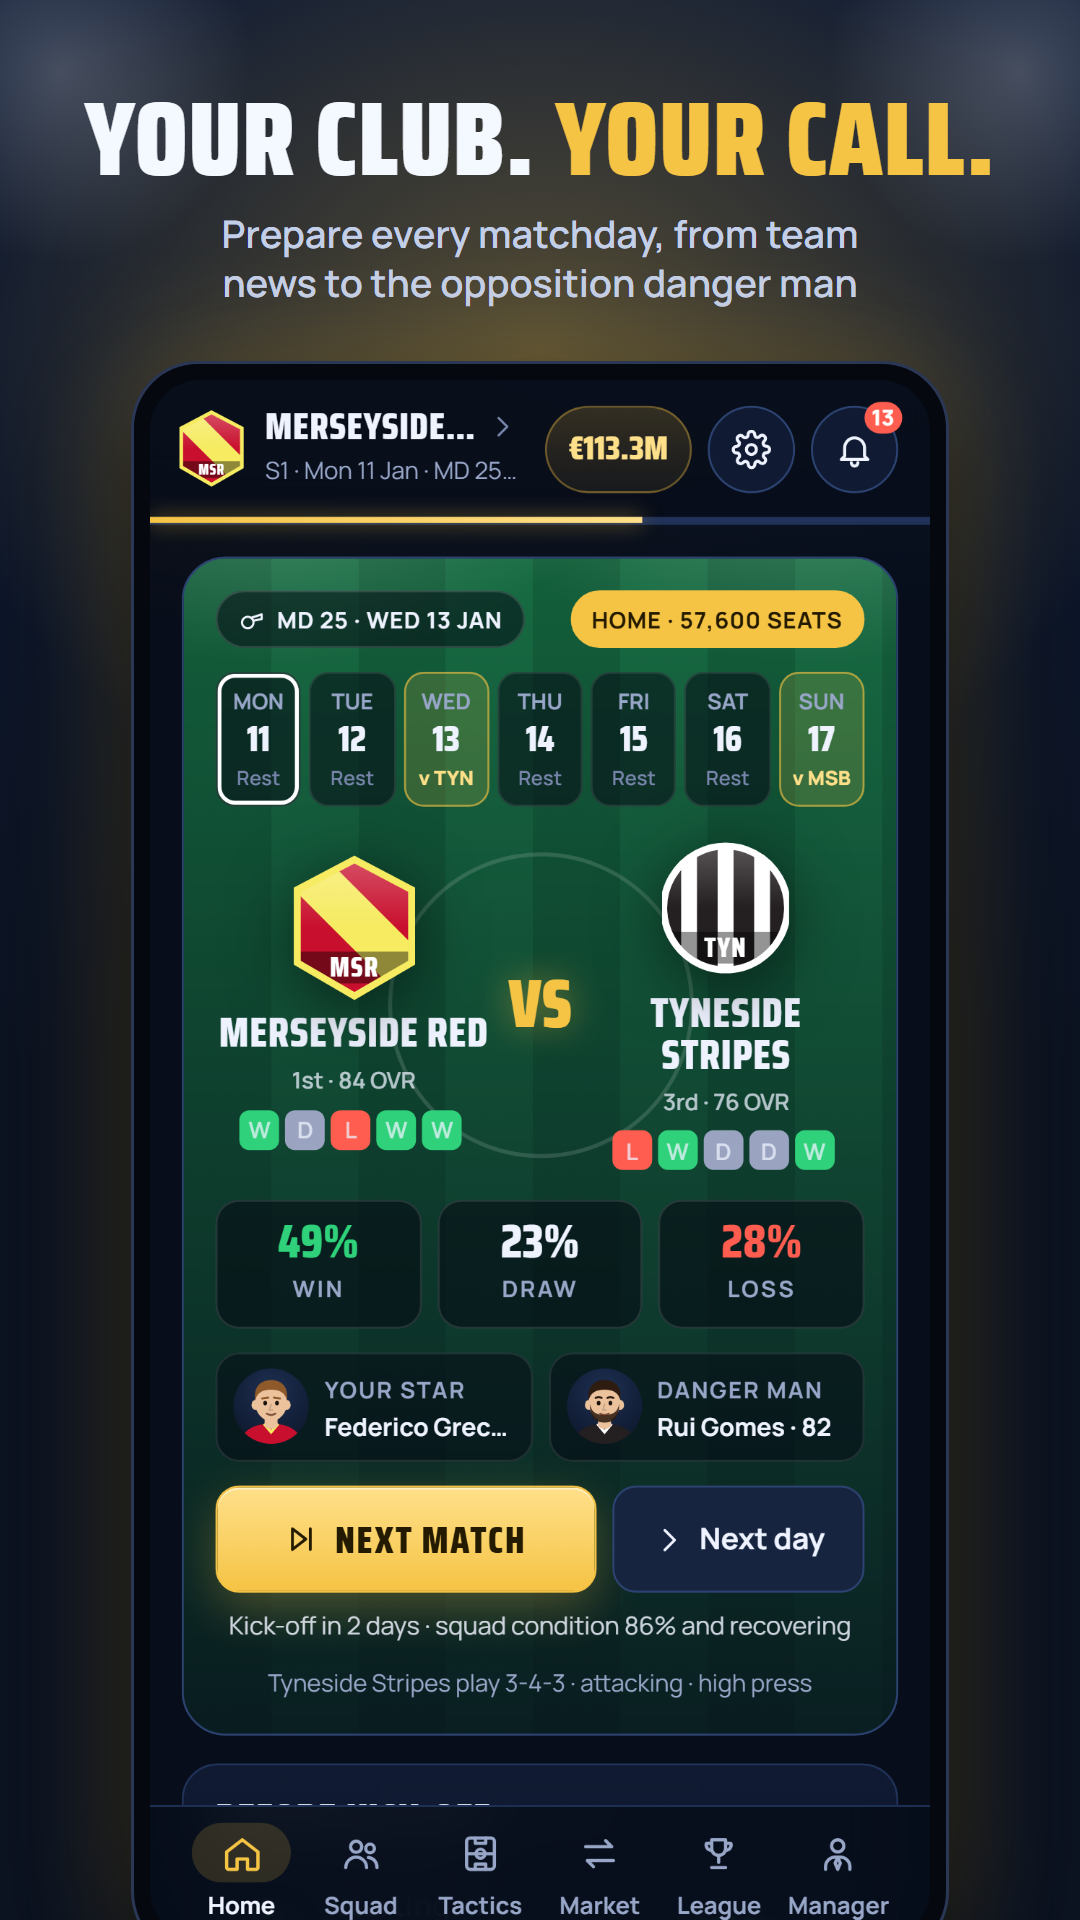 YOUR CLUB. YOUR CALL.
Prepare every matchday, from team
news to the opposition danger man
MERSEYSIDE...
S1 · Mon 11 Jan · MD 25...
€113.3M
13
MSR
MD 25 · WED 13 JAN
HOME · 57,600 SEATS
MON TUE WED THU FRI SAT SUN
11 12 13 14 15 16 17
Rest Rest v TYN Rest Rest Rest v MSB
MSR
TYN
VS
MERSEYSIDE RED
1st · 84 OVR
W D L W W
TYNESIDE
STRIPES
3rd · 76 OVR
L W D D W
49% 23% 28%
WIN DRAW LOSS
YOUR STAR
Federico Grec...
DANGER MAN
Rui Gomes · 82
NEXT MATCH
Next day
Kick-off in 2 days · squad condition 86% and recovering
Tyneside Stripes play 3-4-3 · attacking · high press
Home Squad Tactics Market League Manager